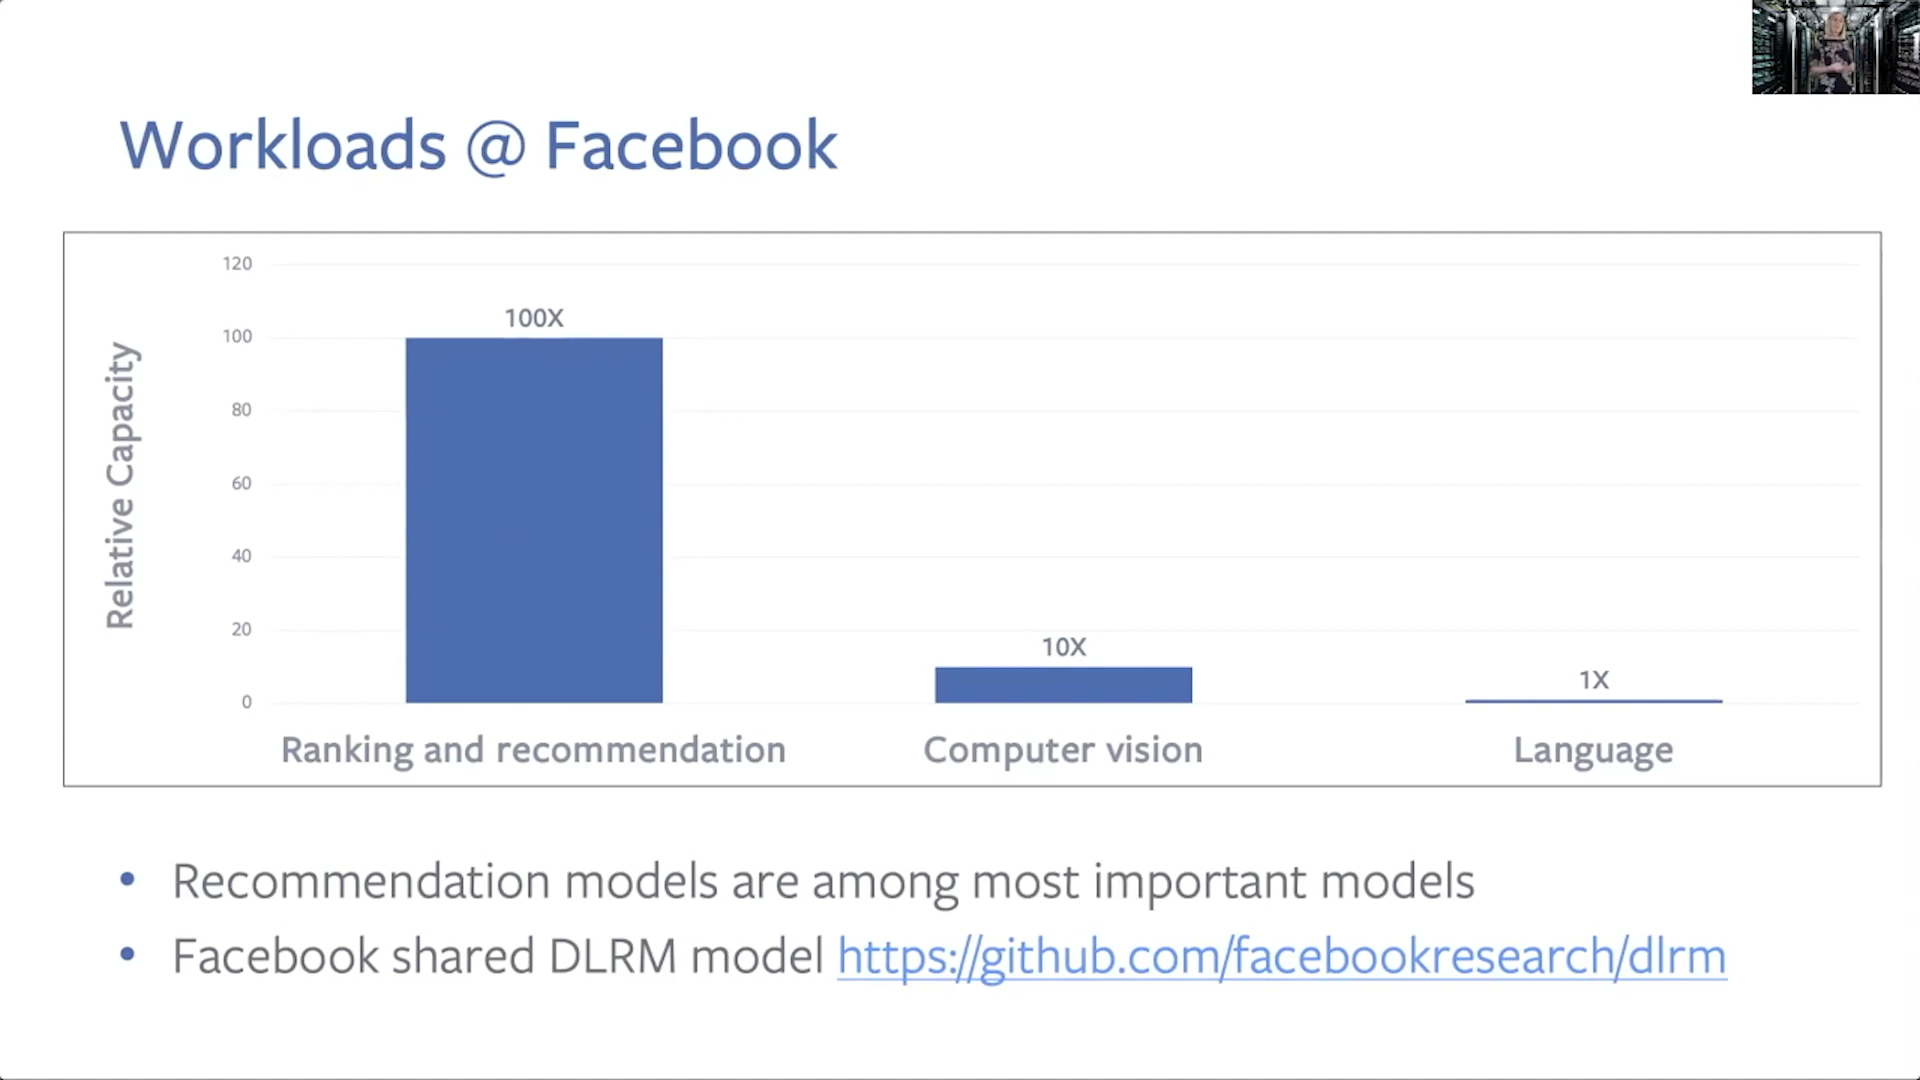 Workloads @ Facebook
Relative Capacity
120
100
80
60
40
20
0
100X
10X
1X
Ranking and recommendation
Computer vision
Language
• Recommendation models are among most important models
• Facebook shared DLRM model https://github.com/facebookresearch/dlrm